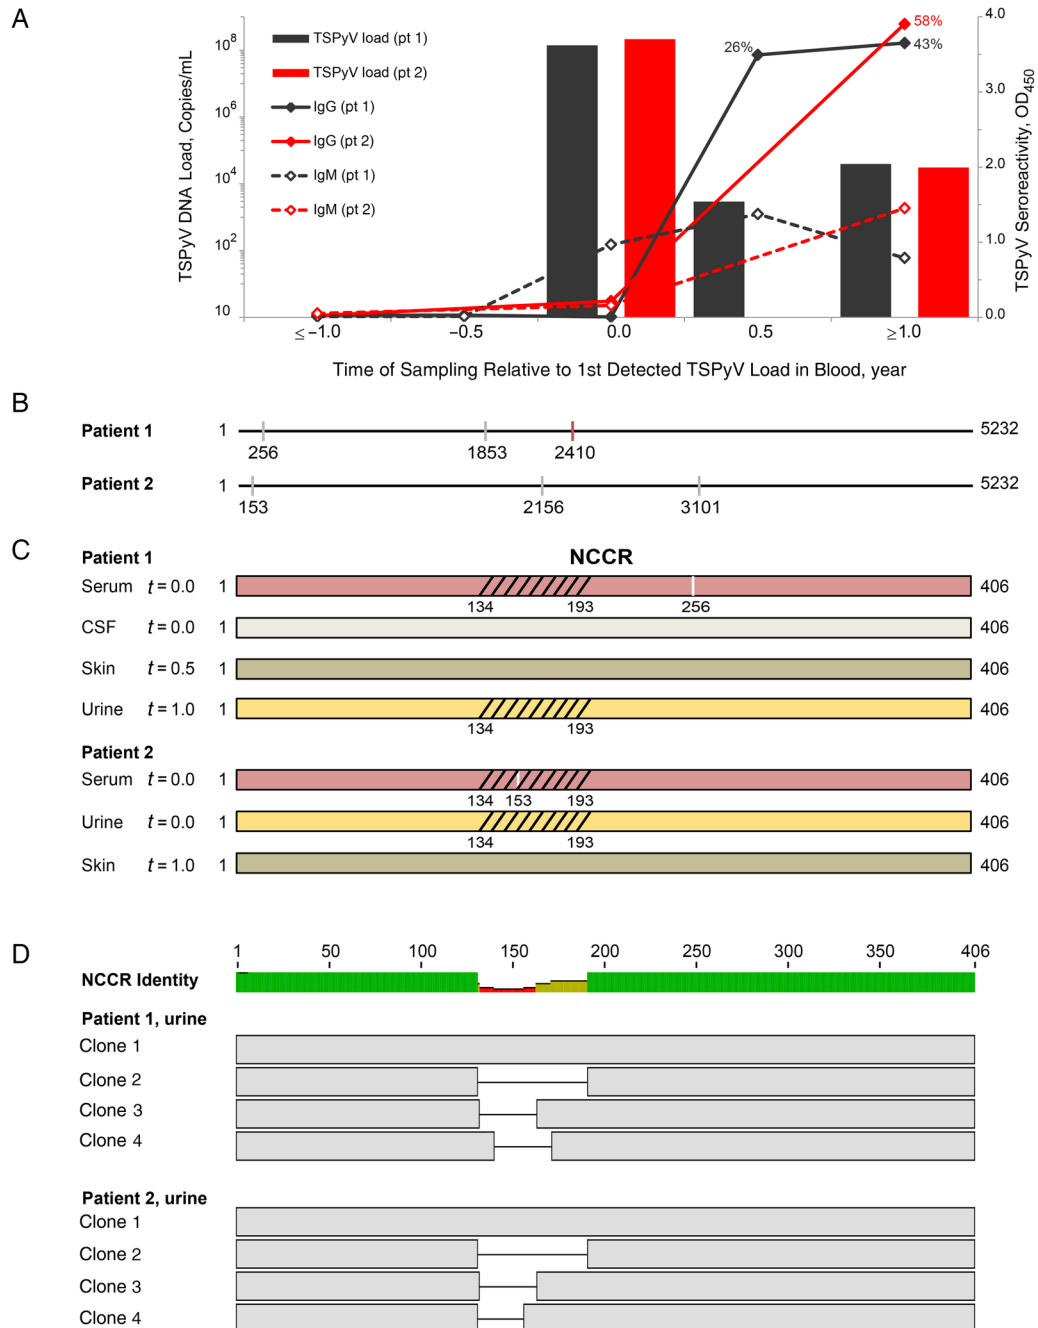 A
TSPyV DNA Load, Copies/mL
10^8
10^6
10^4
10^2
10
TSPyV load (pt 1)
TSPyV load (pt 2)
IgG (pt 1)
IgG (pt 2)
IgM (pt 1)
IgM (pt 2)
26%
58%
43%
4.0
3.0
2.0
1.0
0.0
TSPyV Seroreactivity, OD450
≤ −1.0 −0.5 0.0 0.5 ≥1.0
Time of Sampling Relative to 1st Detected TSPyV Load in Blood, year
B
Patient 1 1 5232
256 1853 2410
Patient 2 1 5232
153 2156 3101
C
Patient 1 NCCR
Serum t = 0.0 1 406
134 193 256
CSF t = 0.0 1 406
Skin t = 0.5 1 406
Urine t = 1.0 1 406
134 193
Patient 2
Serum t = 0.0 1 406
134 153 193
Urine t = 0.0 1 406
134 193
Skin t = 1.0 1 406
D
1 50 100 150 200 250 300 350 406
NCCR Identity
Patient 1, urine
Clone 1
Clone 2
Clone 3
Clone 4
Patient 2, urine
Clone 1
Clone 2
Clone 3
Clone 4